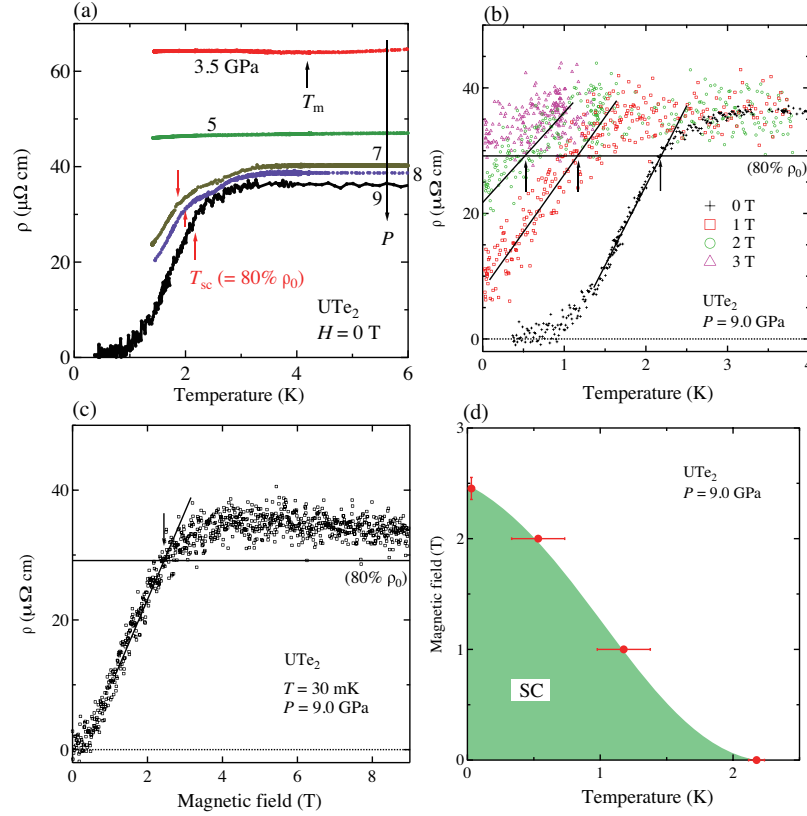 (a)
60
40
20
0
ρ (μΩ cm)
3.5 GPa
Tm
5
7
8
9
P
Tsc (= 80% ρ0)
UTe2
H = 0 T
0
2
4
6
Temperature (K)
(b)
40
20
0
ρ (μΩ cm)
(80% ρ0)
0 T
1 T
2 T
3 T
UTe2
P = 9.0 GPa
0
1
2
3
4
Temperature (K)
(c)
40
20
0
ρ (μΩ cm)
(80% ρ0)
UTe2
T = 30 mK
P = 9.0 GPa
0
2
4
6
8
Magnetic field (T)
(d)
3
2
1
0
Magnetic field (T)
UTe2
P = 9.0 GPa
SC
0
1
2
Temperature (K)